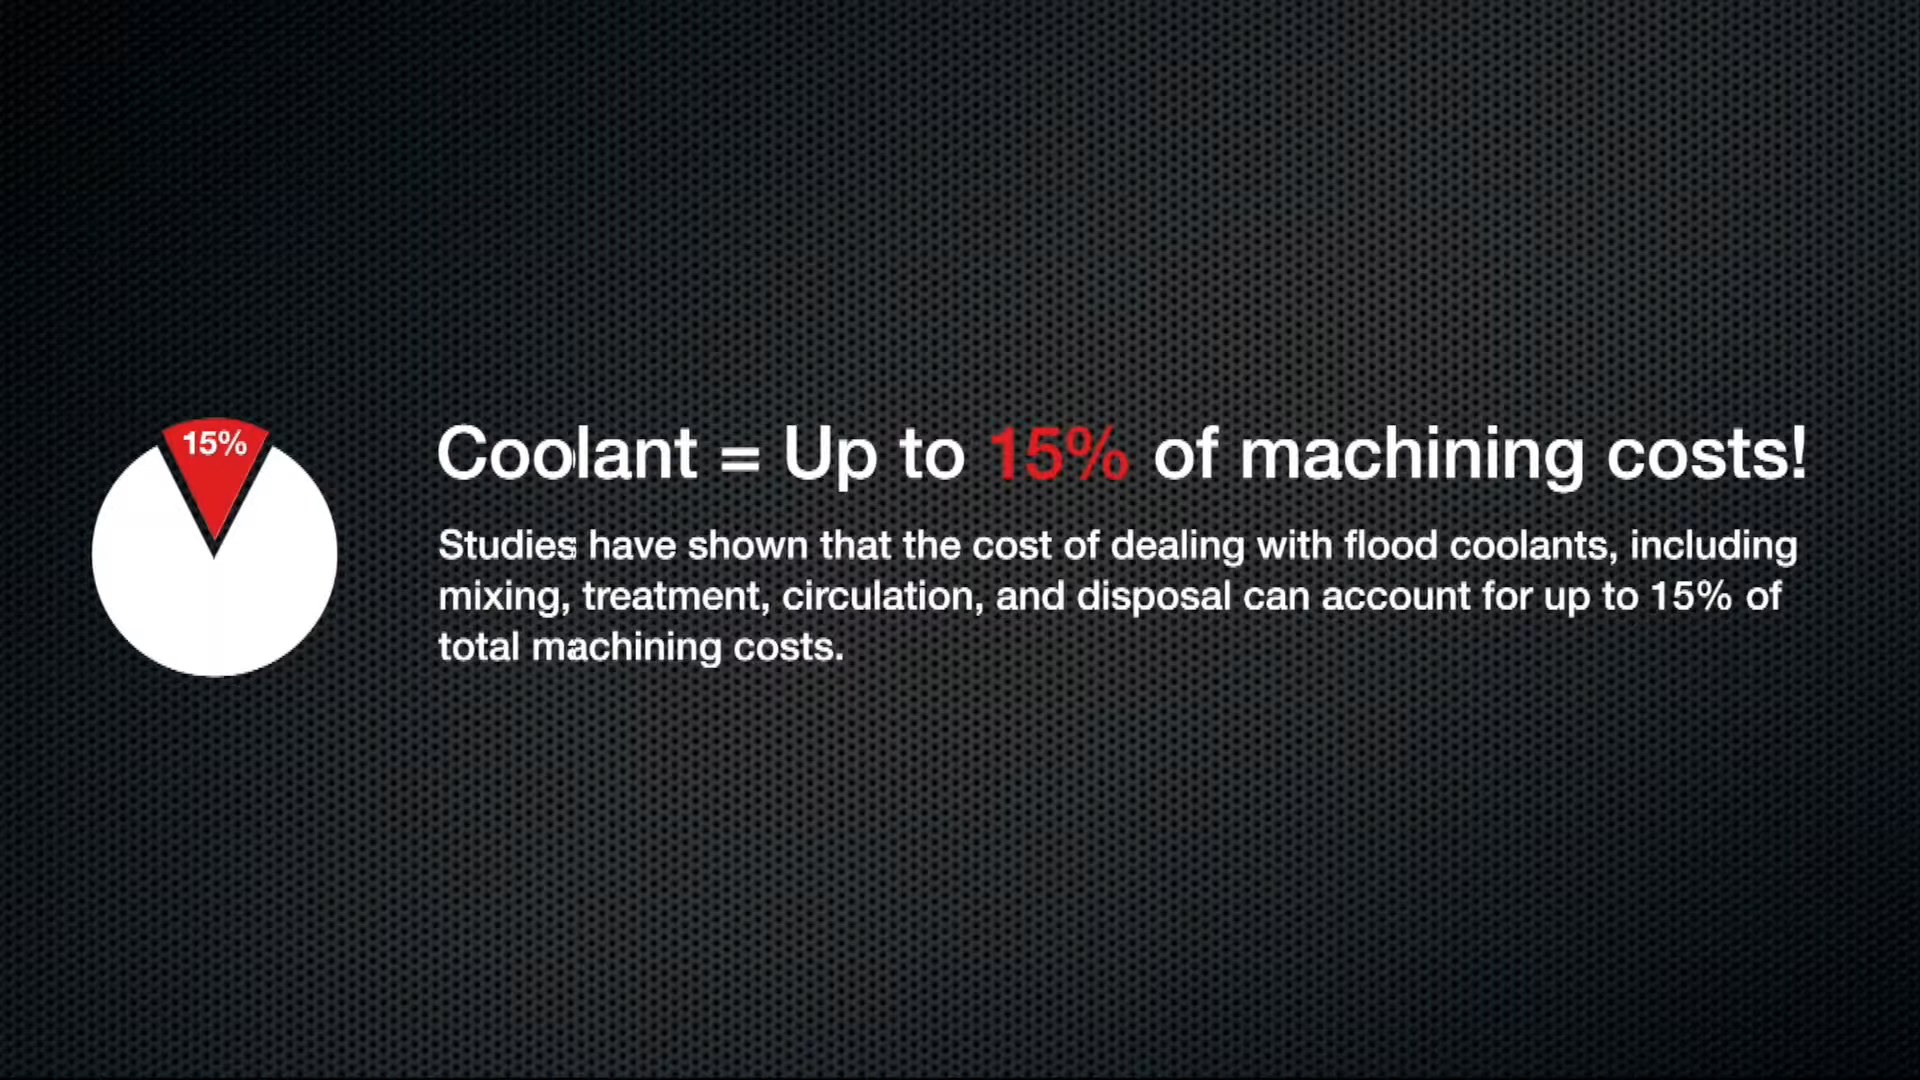 15%
Coolant = Up to 15% of machining costs!
Studies have shown that the cost of dealing with flood coolants, including
mixing, treatment, circulation, and disposal can account for up to 15% of
total machining costs.